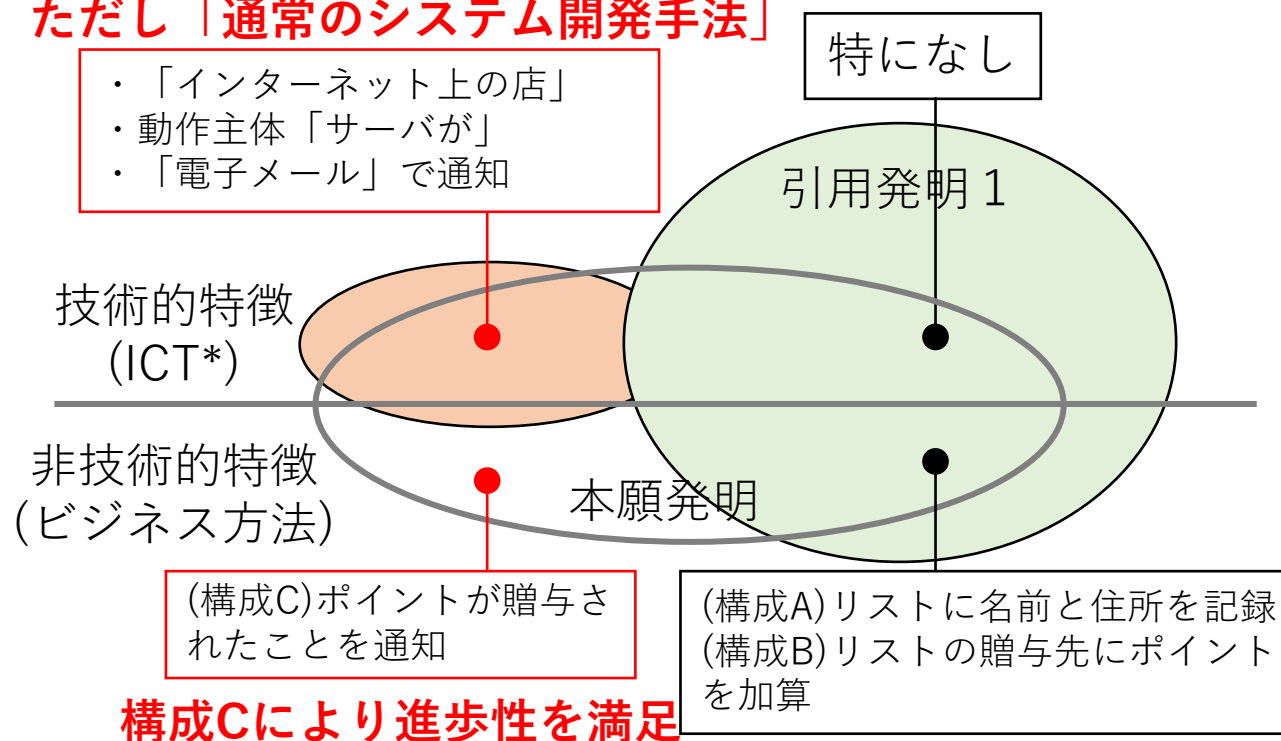 ただし「通常のシステム開発手法」
・「インターネット上の店」
・動作主体「サーバが」
・「電子メール」で通知
特になし
引用発明１
技術的特徴
(ICT*)
非技術的特徴
(ビジネス方法)
本願発明
(構成C)ポイントが贈与さ
れたことを通知
(構成A)リストに名前と住所を記録
(構成B)リストの贈与先にポイント
を加算
構成Cにより進歩性を満足